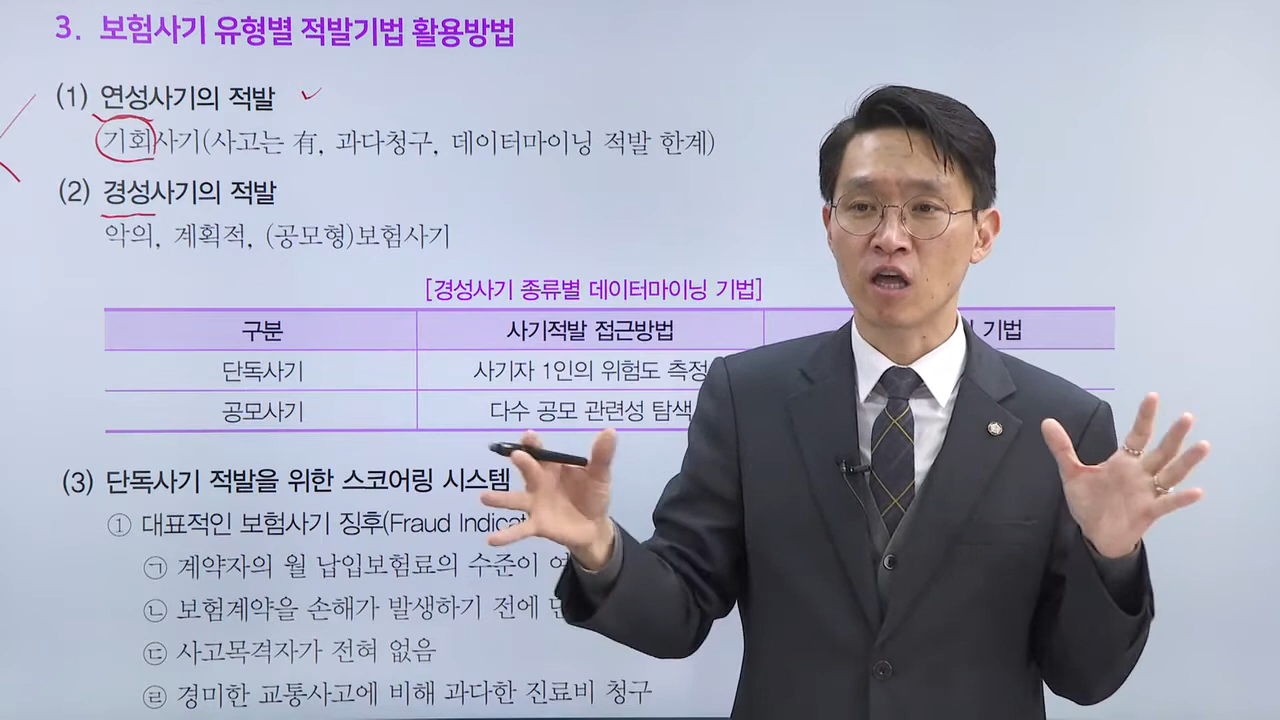 3. 보험사기 유형별 적발기법 활용방법
(1) 연성사기의 적발
기회사기(사고는 有, 과다청구, 데이터마이닝 적발 한계)
(2) 경성사기의 적발
악의, 계획적, (공모형)보험사기
[경성사기 종류별 데이터마이닝 기법]
구분 사기적발 접근방법 기법
단독사기 사기자 1인의 위험도 측정
공모사기 다수 공모 관련성 탐색
(3) 단독사기 적발을 위한 스코어링 시스템
① 대표적인 보험사기 징후(Fraud
㉠ 계약자의 월 납입보험료의 수준이
㉡ 보험계약을 손해가 발생하기 전에
㉢ 사고목격자가 전혀 없음
㉣ 경미한 교통사고에 비해 과다한 진료비 청구